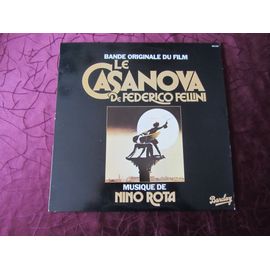 BANDE ORIGINALE DU FILM
LE
CASANOVA
DE FEDERICO FELLINI
MUSIQUE DE
NINO ROTA
Barclay